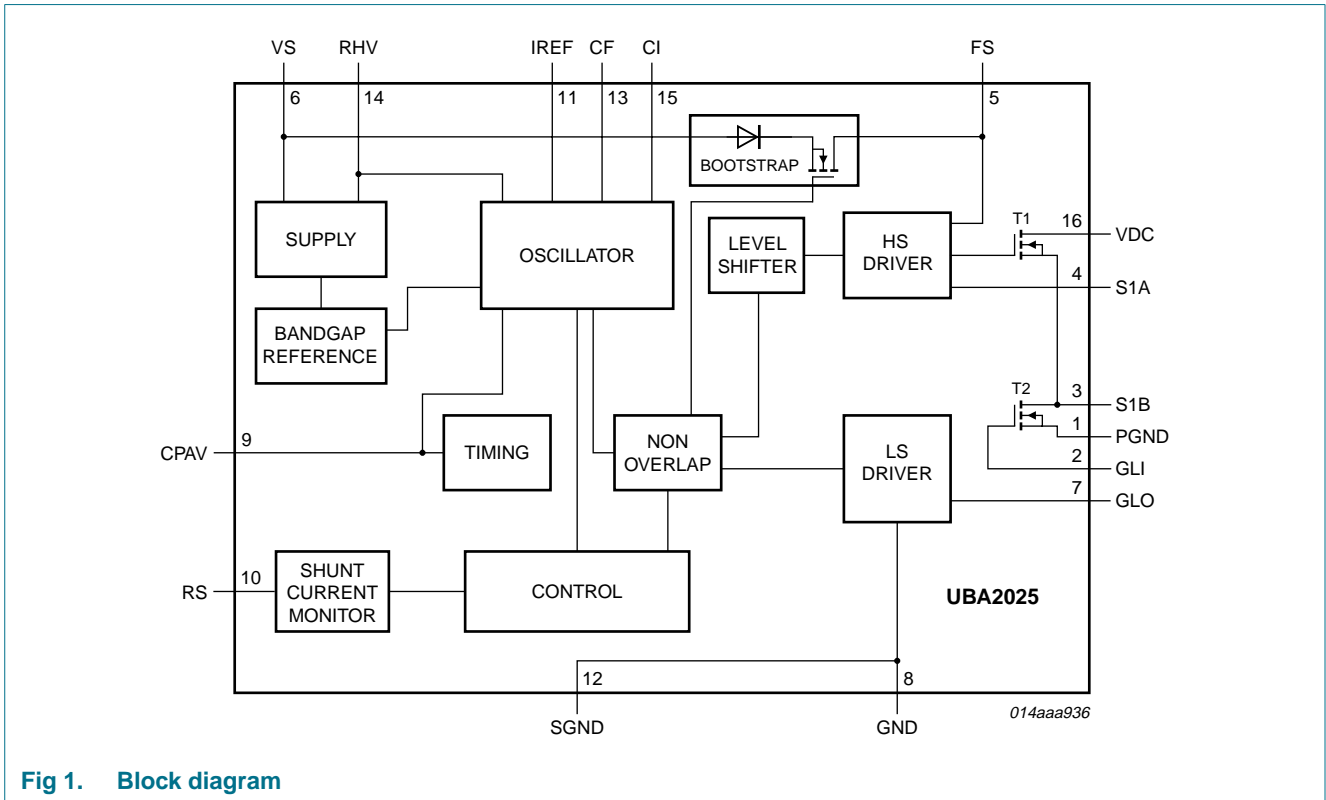 VS RHV IREF CF CI FS
6 14 11 13 15 5
BOOTSTRAP
SUPPLY
OSCILLATOR
LEVEL
SHIFTER
HS
DRIVER
T1
16 VDC
4 S1A
BANDGAP
REFERENCE
T2
3 S1B
1 PGND
2 GLI
7 GLO
CPAV 9
TIMING
NON
OVERLAP
LS
DRIVER
RS 10
SHUNT
CURRENT
MONITOR
CONTROL
UBA2025
12 8
SGND GND
014aaa936
Fig 1. Block diagram